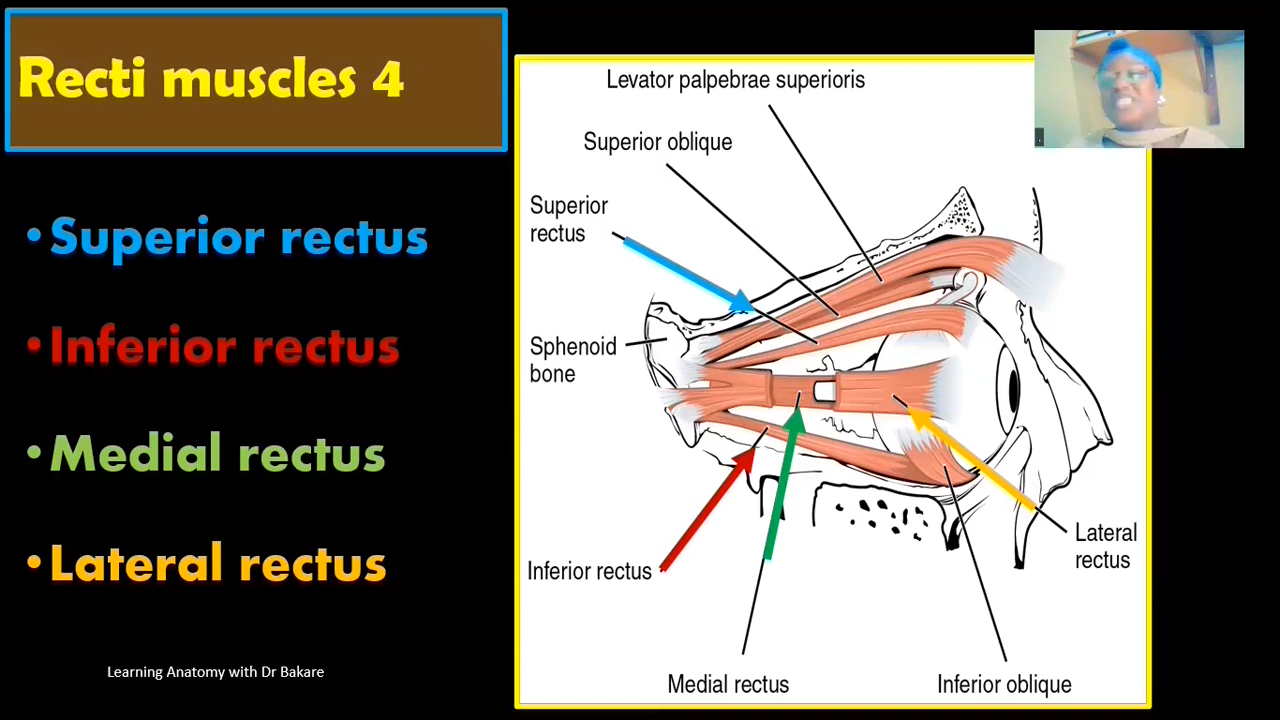 Recti muscles 4
•Superior rectus
•Inferior rectus
•Medial rectus
•Lateral rectus
Learning Anatomy with Dr Bakare
Levator palpebrae superioris
Superior oblique
Superior
rectus
Sphenoid
bone
Inferior rectus
Medial rectus
Inferior oblique
Lateral
rectus